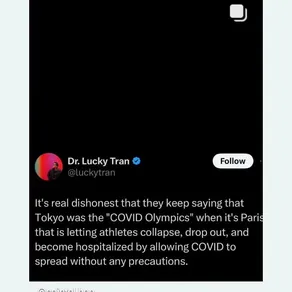 Dr. Lucky Tran
Follow
@luckytran
It's real dishonest that they keep saying that
Tokyo was the "COVID Olympics" when it's Paris
that is letting athletes collapse, drop out, and
become hospitalized by allowing COVID to
spread without any precautions.